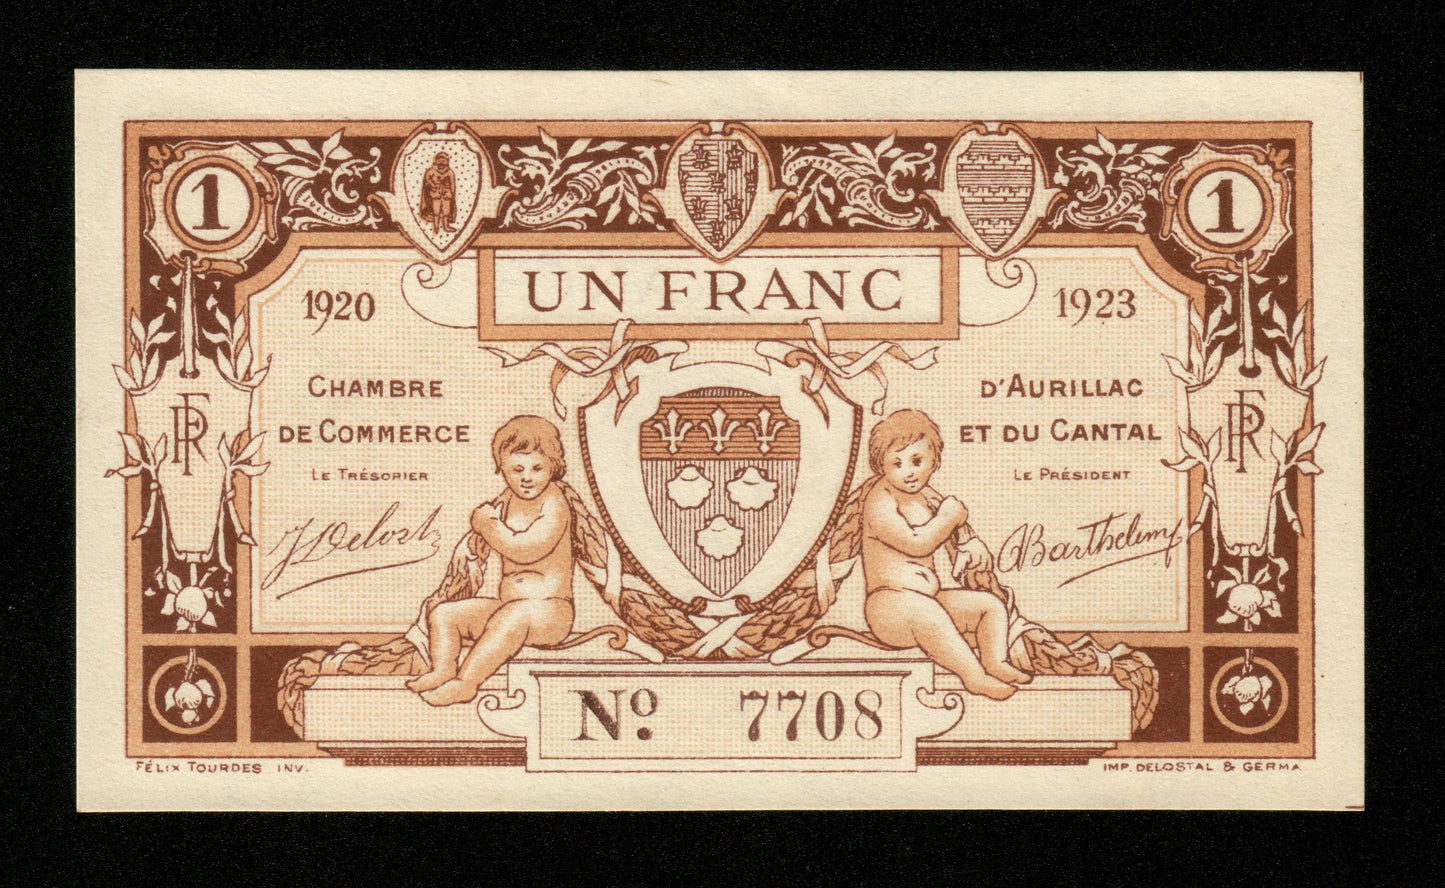 1
1
UN FRANC
1920
1923
CHAMBRE
DE COMMERCE
D'AURILLAC
ET DU CANTAL
LE TRÉSORIER
LE PRÉSIDENT
Barthelemy
RF
RF
No. 7708
FÉLIX TOURDES INV.
IMP. DELOSTAL & GERMA